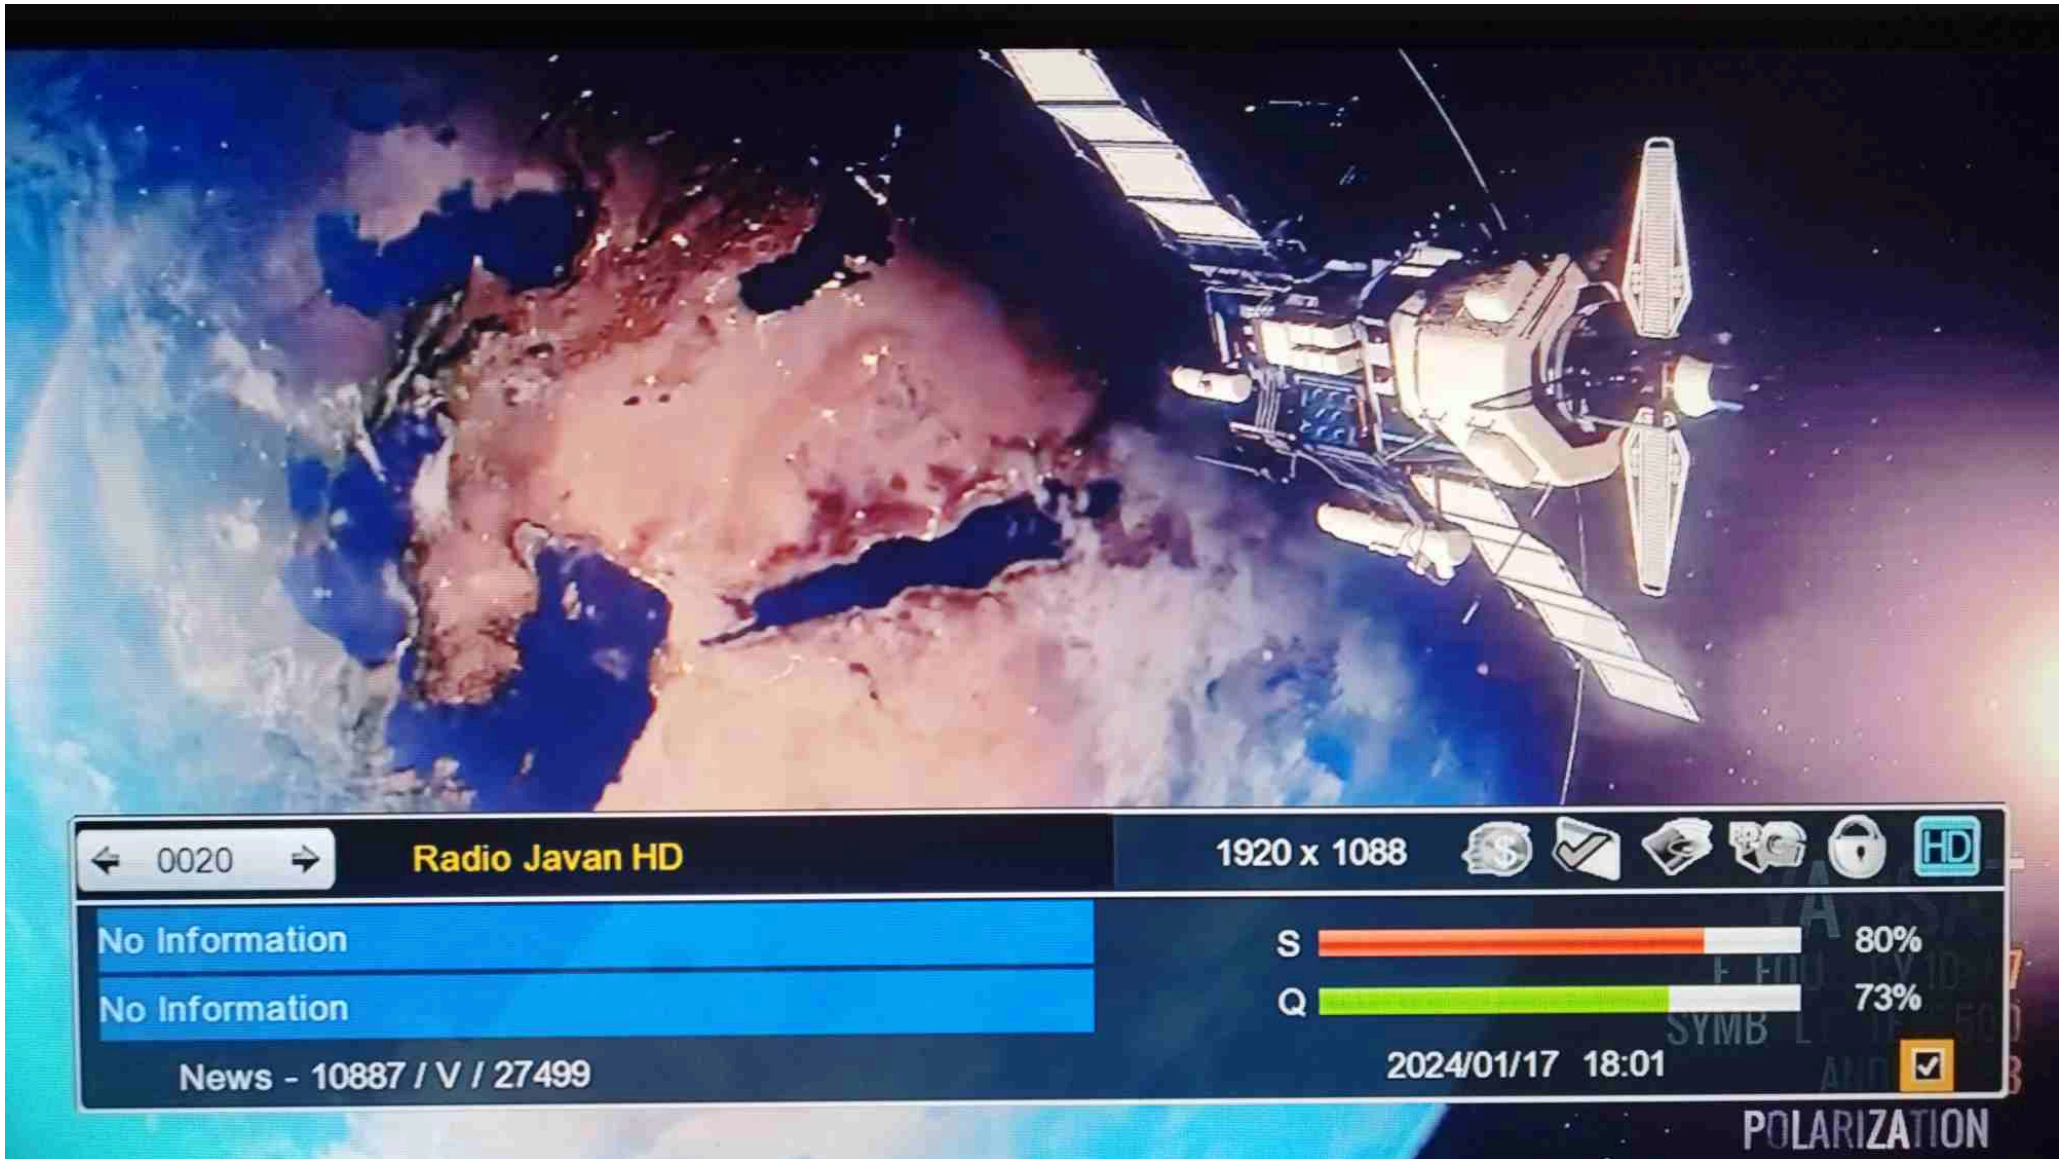 0020
Radio Javan HD
1920 x 1088
HD
No Information
S
80%
No Information
Q
73%
SYMB
News - 10887 / V / 27499
2024/01/17 18:01
POLARIZATION